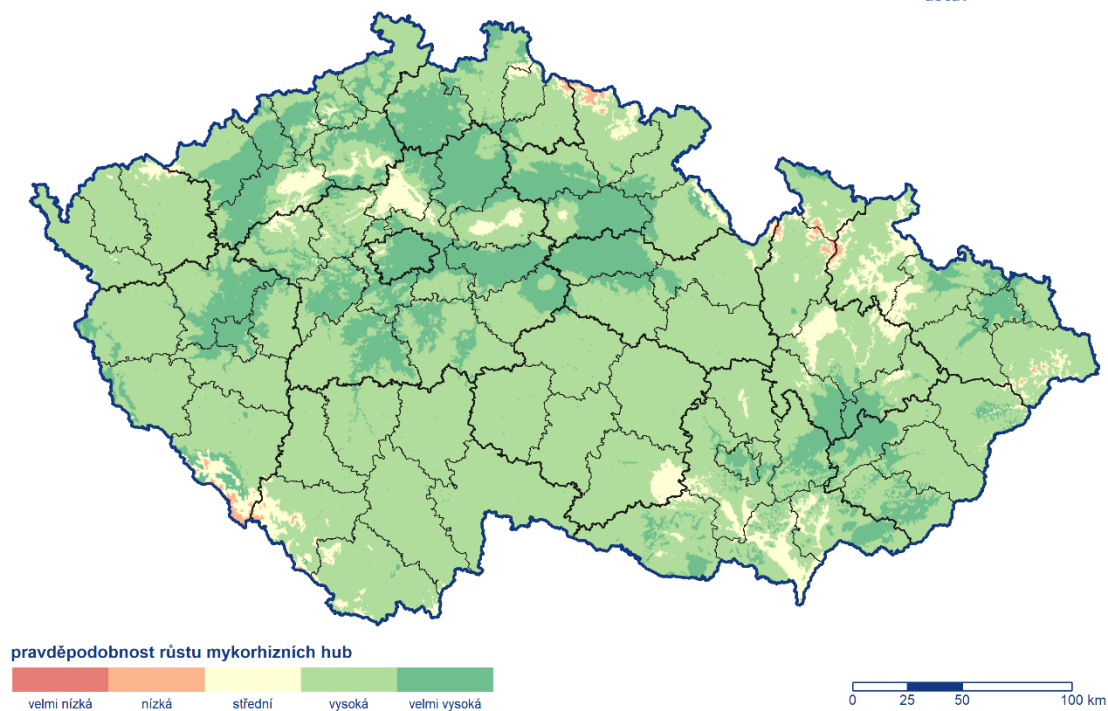 pravděpodobnost růstu mykorhizních hub
velmi nízká nízká střední vysoká velmi vysoká
0 25 50 100 km